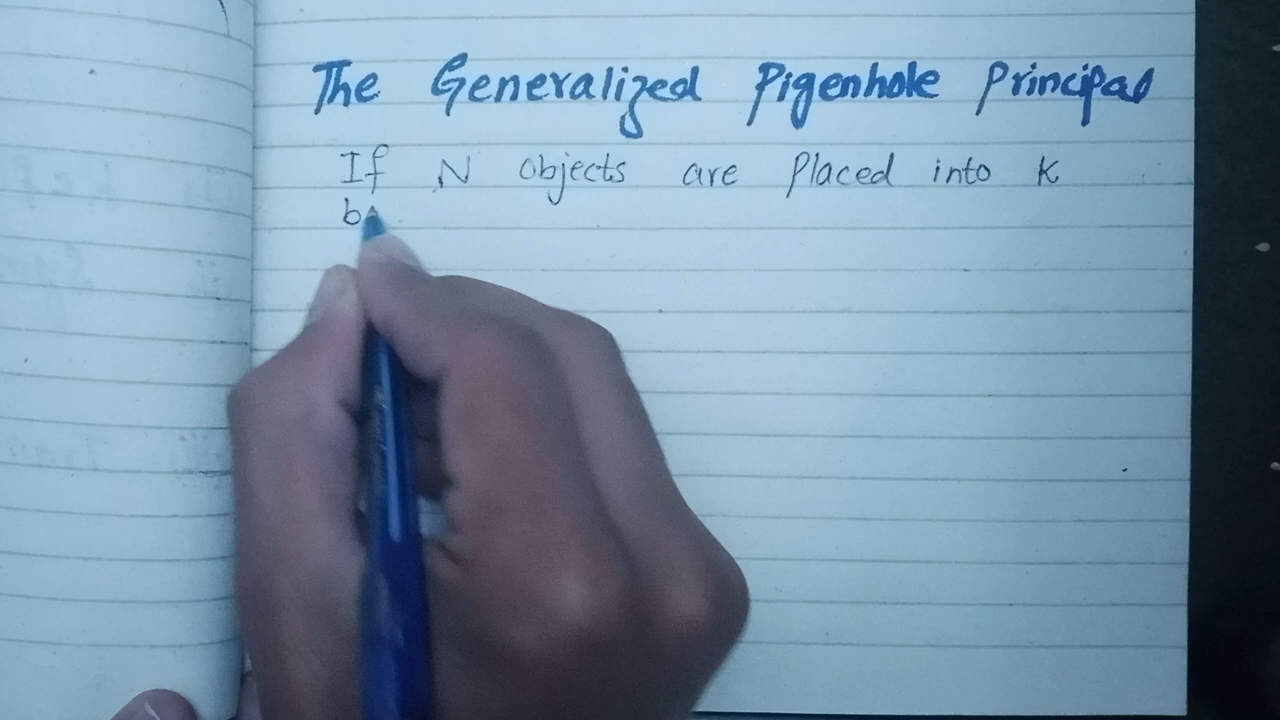 The Generalized Pigenhole Principal
If N objects are Placed into K